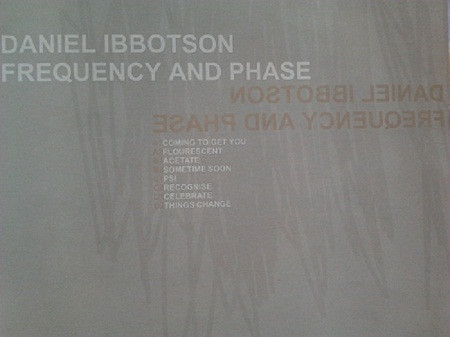 DANIEL IBBOTSON
FREQUENCY AND PHASE
DANIEL IBBOTSON
FREQUENCY AND PHASE
COMING TO GET YOU
FLOURESCENT
ACETATE
SOMETIME SOON
PSI
RECOGNISE
CELEBRATE
THINGS CHANGE